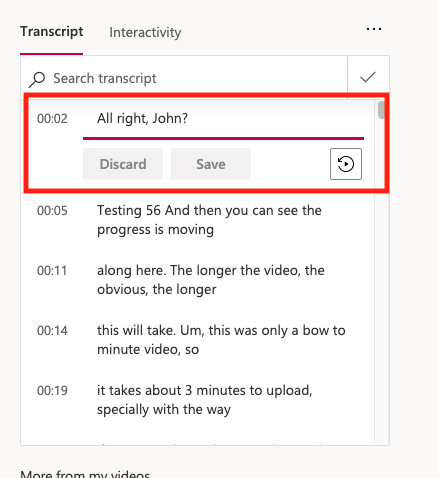 Transcript Interactivity ...
Search transcript
00:02 All right, John?
Discard Save
00:05 Testing 56 And then you can see the
progress is moving
00:11 along here. The longer the video, the
obvious, the longer
00:14 this will take. Um, this was only a bow to
minute video, so
00:19 it takes about 3 minutes to upload,
specially with the way
More from my videos